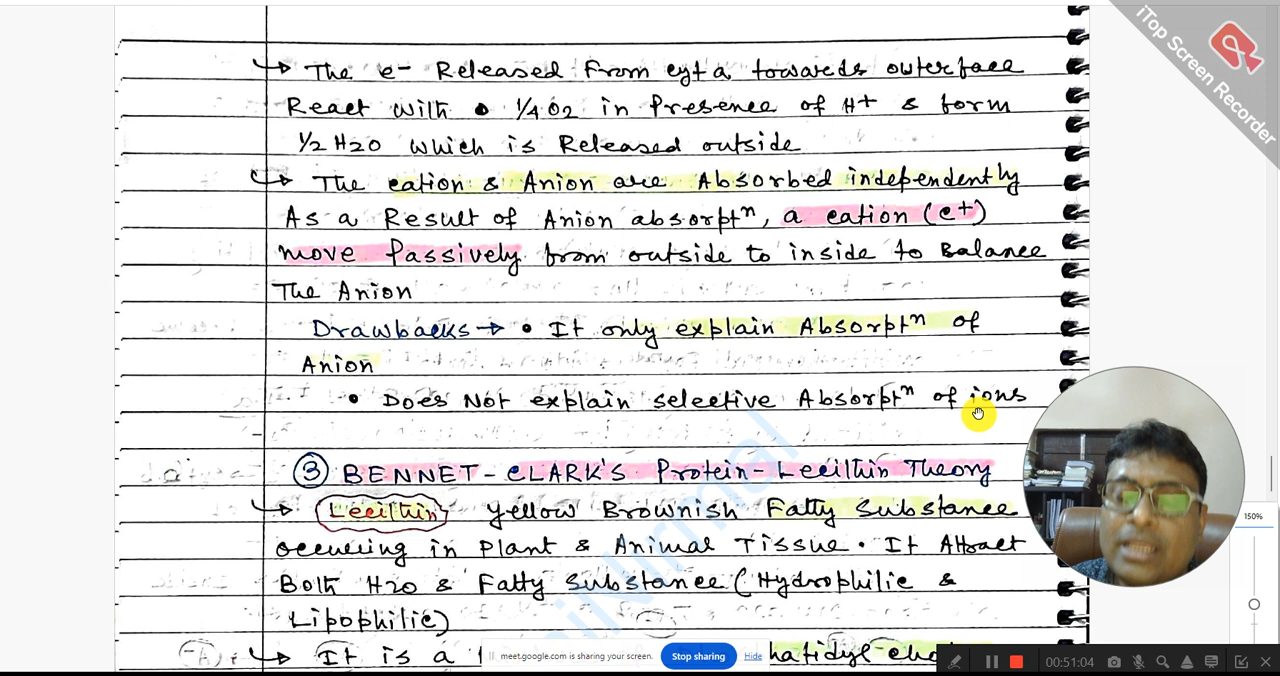 iTop Screen Recorder
↳ The e- Released From cyt a towards outerface
React with • 1/4 O2 in Presence of H+ & form
1/2 H2O which is Released outside
↳ The cation & Anion are Absorbed independently
As a Result of Anion absorptⁿ, a cation (c+)
move Passively from outside to inside to Balance
The Anion
Drawbacks → • It only explain Absorptⁿ of
Anion
• Does Not explain selective Absorptⁿ of ions
③ BENNET-CLARK'S Protein-Lecithin Theory
↳ Lecithin yellow Brownish Fatty Substance
occuring in Plant & Animal Tissue. It Attract
Both H2O & Fatty Substance (Hydrophilic &
Lipophilic)
↳ It is a
150%
meet.google.com is sharing your screen.
Stop sharing
Hide
00:51:04